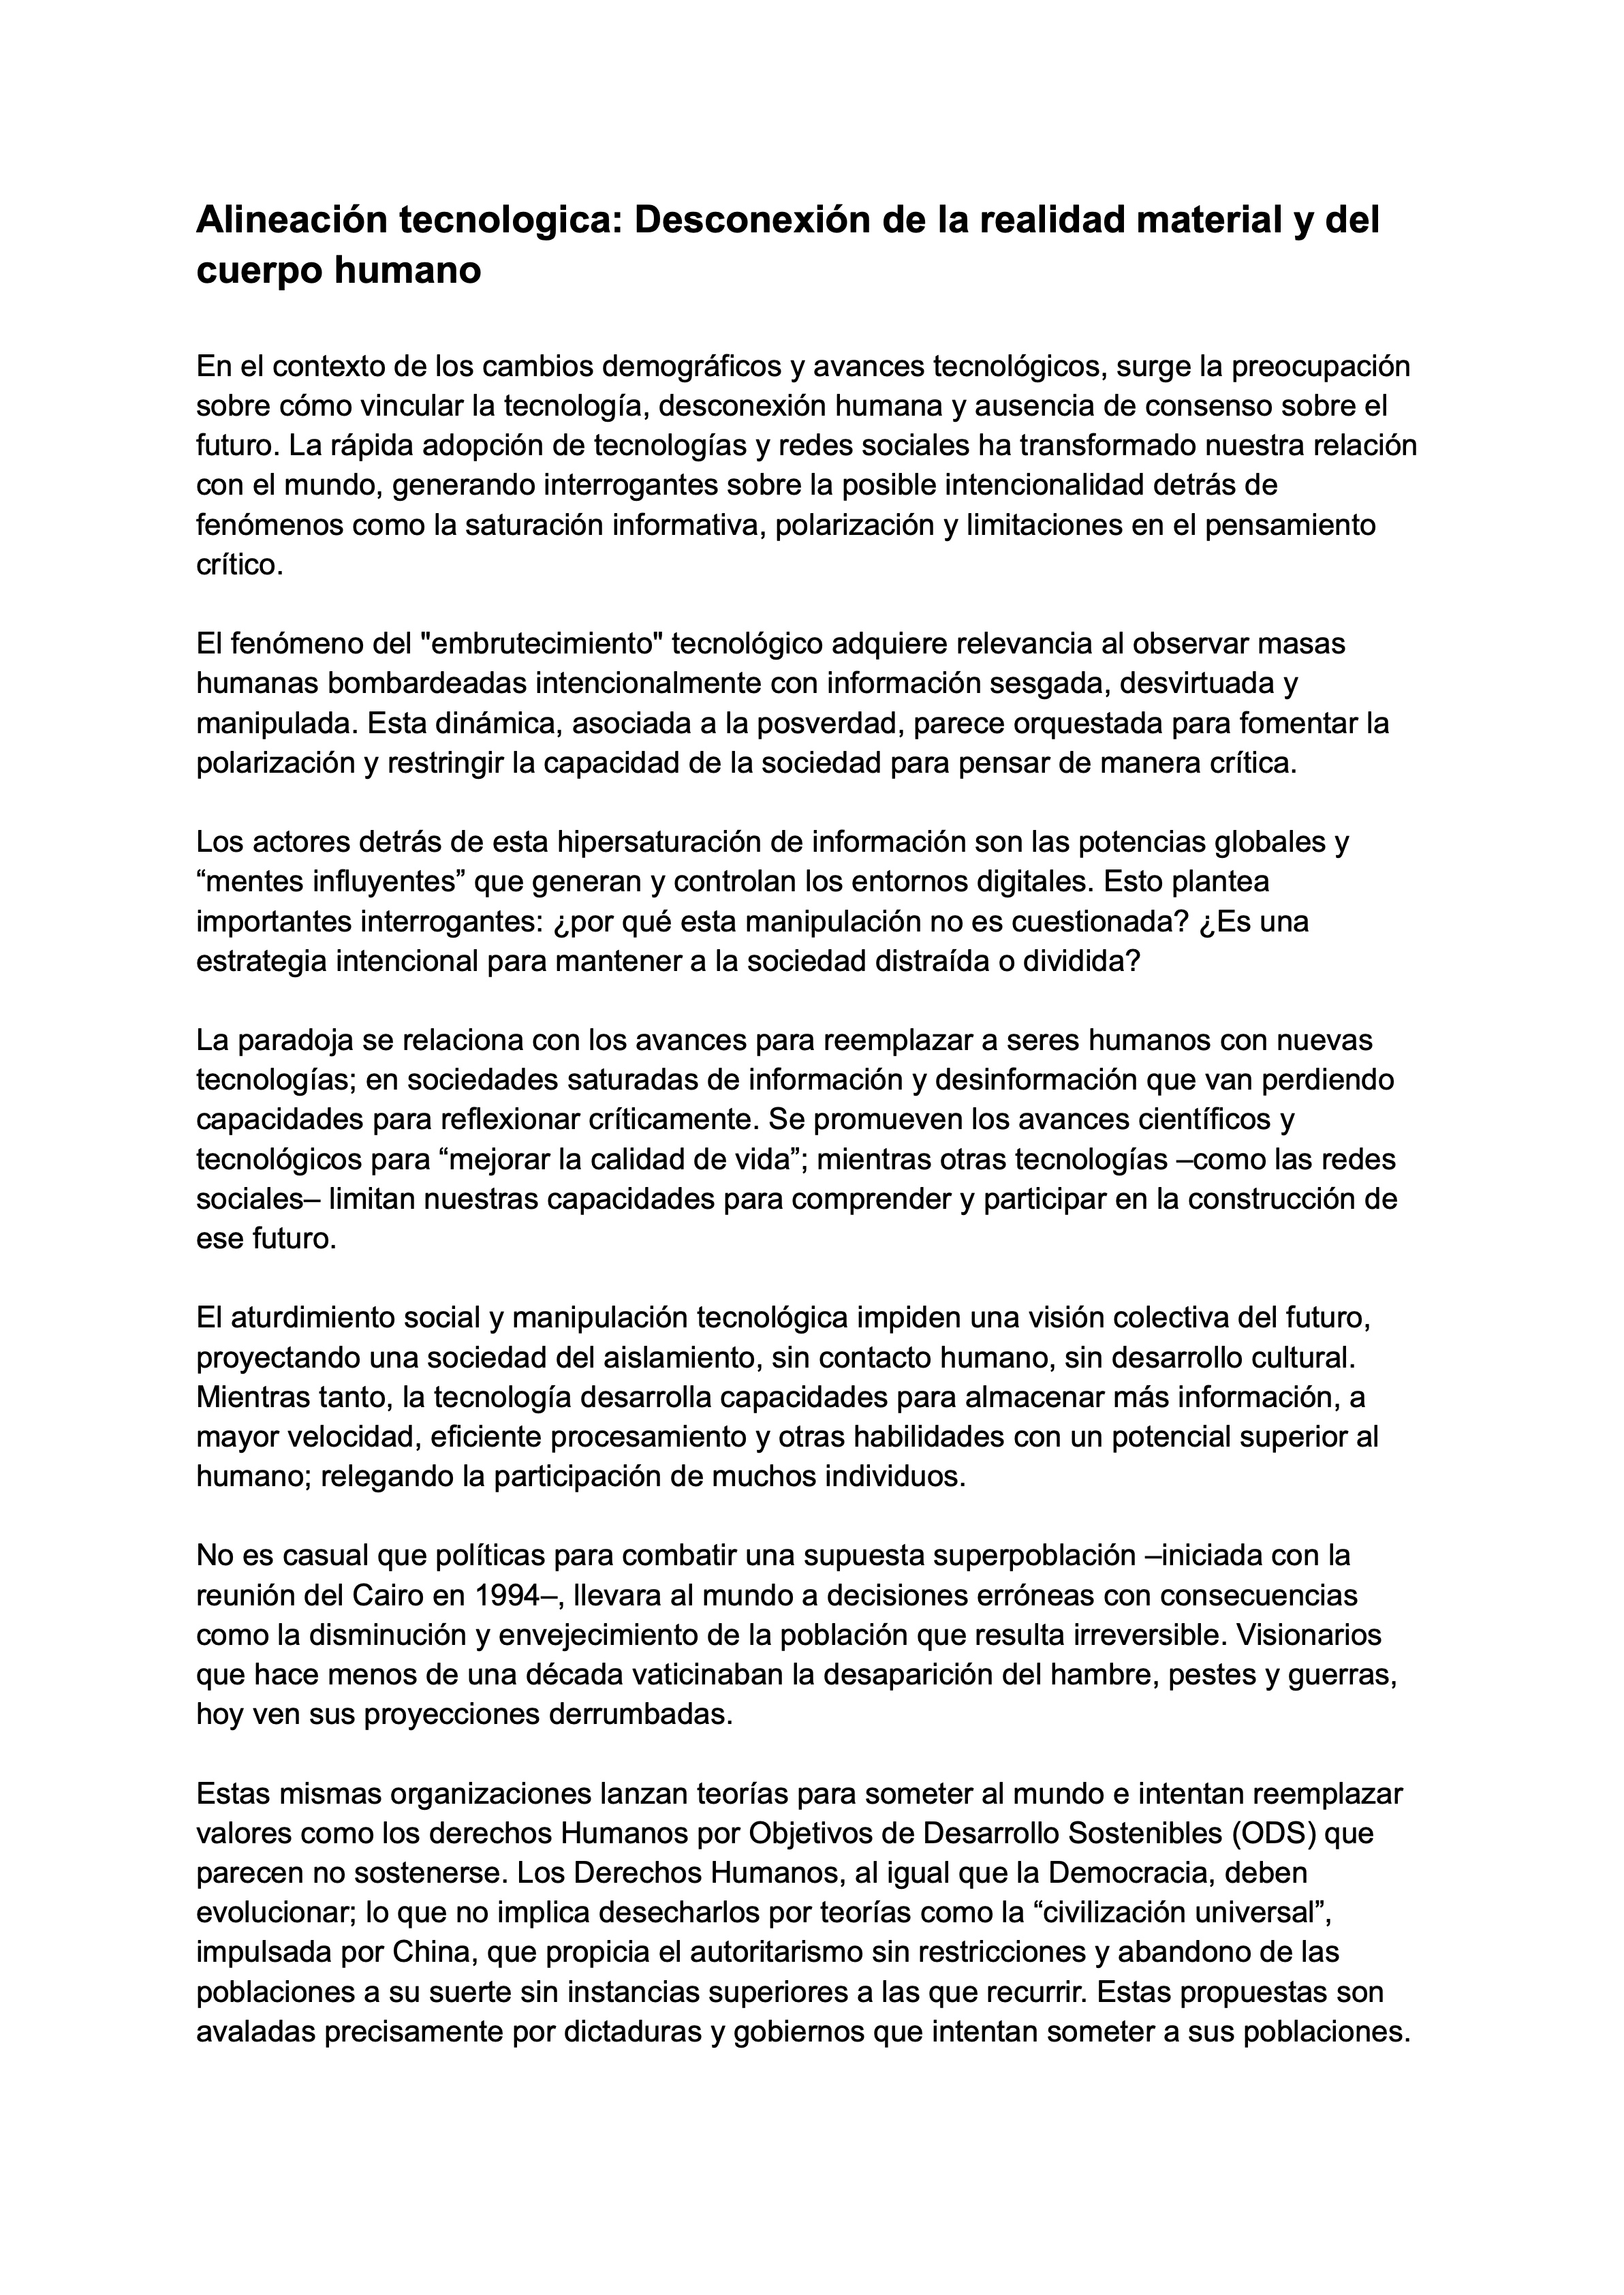 Alineación tecnologica: Desconexión de la realidad material y del
cuerpo humano
En el contexto de los cambios demográficos y avances tecnológicos, surge la preocupación
sobre cómo vincular la tecnología, desconexión humana y ausencia de consenso sobre el
futuro. La rápida adopción de tecnologías y redes sociales ha transformado nuestra relación
con el mundo, generando interrogantes sobre la posible intencionalidad detrás de
fenómenos como la saturación informativa, polarización y limitaciones en el pensamiento
crítico.
El fenómeno del "embrutecimiento" tecnológico adquiere relevancia al observar masas
humanas bombardeadas intencionalmente con información sesgada, desvirtuada y
manipulada. Esta dinámica, asociada a la posverdad, parece orquestada para fomentar la
polarización y restringir la capacidad de la sociedad para pensar de manera crítica.
Los actores detrás de esta hipersaturación de información son las potencias globales y
“mentes influyentes” que generan y controlan los entornos digitales. Esto plantea
importantes interrogantes: ¿por qué esta manipulación no es cuestionada? ¿Es una
estrategia intencional para mantener a la sociedad distraída o dividida?
La paradoja se relaciona con los avances para reemplazar a seres humanos con nuevas
tecnologías; en sociedades saturadas de información y desinformación que van perdiendo
capacidades para reflexionar críticamente. Se promueven los avances científicos y
tecnológicos para “mejorar la calidad de vida”; mientras otras tecnologías –como las redes
sociales– limitan nuestras capacidades para comprender y participar en la construcción de
ese futuro.
El aturdimiento social y manipulación tecnológica impiden una visión colectiva del futuro,
proyectando una sociedad del aislamiento, sin contacto humano, sin desarrollo cultural.
Mientras tanto, la tecnología desarrolla capacidades para almacenar más información, a
mayor velocidad, eficiente procesamiento y otras habilidades con un potencial superior al
humano; relegando la participación de muchos individuos.
No es casual que políticas para combatir una supuesta superpoblación –iniciada con la
reunión del Cairo en 1994–, llevara al mundo a decisiones erróneas con consecuencias
como la disminución y envejecimiento de la población que resulta irreversible. Visionarios
que hace menos de una década vaticinaban la desaparición del hambre, pestes y guerras,
hoy ven sus proyecciones derrumbadas.
Estas mismas organizaciones lanzan teorías para someter al mundo e intentan reemplazar
valores como los derechos Humanos por Objetivos de Desarrollo Sostenibles (ODS) que
parecen no sostenerse. Los Derechos Humanos, al igual que la Democracia, deben
evolucionar; lo que no implica desecharlos por teorías como la “civilización universal”,
impulsada por China, que propicia el autoritarismo sin restricciones y abandono de las
poblaciones a su suerte sin instancias superiores a las que recurrir. Estas propuestas son
avaladas precisamente por dictaduras y gobiernos que intentan someter a sus poblaciones.